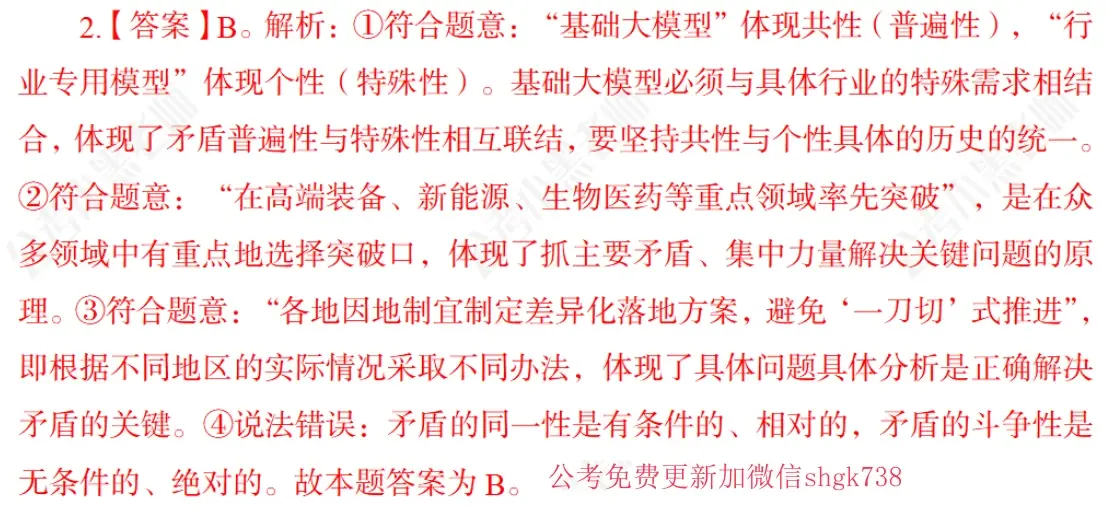 2.【答案】B。解析：①符合题意：“基础大模型”体现共性（普遍性），“行
业专用模型”体现个性（特殊性）。基础大模型必须与具体行业的特殊需求相结
合，体现了矛盾普遍性与特殊性相互联结，要坚持共性与个性具体的历史的统一。
②符合题意：“在高端装备、新能源、生物医药等重点领域率先突破”，是在众
多领域中有重点地选择突破口，体现了抓主要矛盾、集中力量解决关键问题的原
理。③符合题意：“各地因地制宜制定差异化落地方案，避免‘一刀切’式推进”，
即根据不同地区的实际情况采取不同办法，体现了具体问题具体分析是正确解决
矛盾的关键。④说法错误：矛盾的同一性是有条件的、相对的，矛盾的斗争性是
无条件的、绝对的。故本题答案为 B。 公考免费更新加微信shgk738